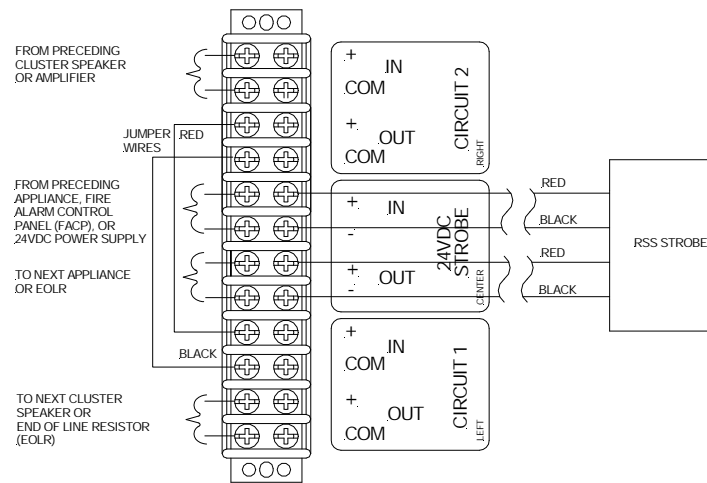 FROM PRECEDING
CLUSTER SPEAKER
OR AMPLIFIER
JUMPER
WIRES
RED
FROM PRECEDING
APPLIANCE, FIRE
ALARM CONTROL
PANEL (FACP), OR
24VDC POWER SUPPLY
TO NEXT APPLIANCE
OR EOLR
BLACK
TO NEXT CLUSTER
SPEAKER OR
END OF LINE RESISTOR
(EOLR)
+
IN
COM
+
OUT
COM
CIRCUIT 2
RIGHT
+
IN
-
+
OUT
-
24VDC
STROBE
CENTER
+
IN
COM
+
OUT
COM
CIRCUIT 1
LEFT
RED
BLACK
RED
BLACK
RSS STROBE